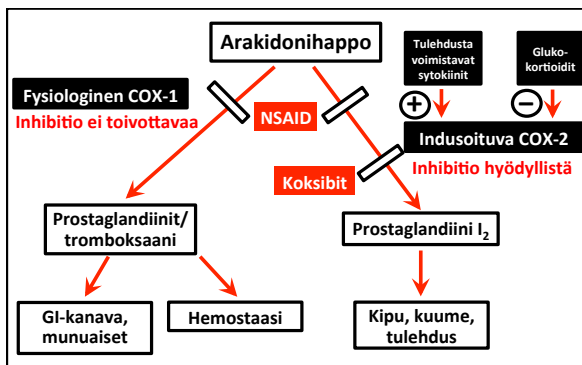 Arakidonihappo
Tulehdusta
voimistavat
sytokiinit
Gluko-
kortioidit
Fysiologinen COX-1
Inhibitio ei toivottavaa
NSAID
+
−
Indusoituva COX-2
Inhibitio hyödyllistä
Koksibit
Prostaglandiinit/
tromboksaani
Prostaglandiini I₂
GI-kanava,
munuaiset
Hemostaasi
Kipu, kuume,
tulehdus